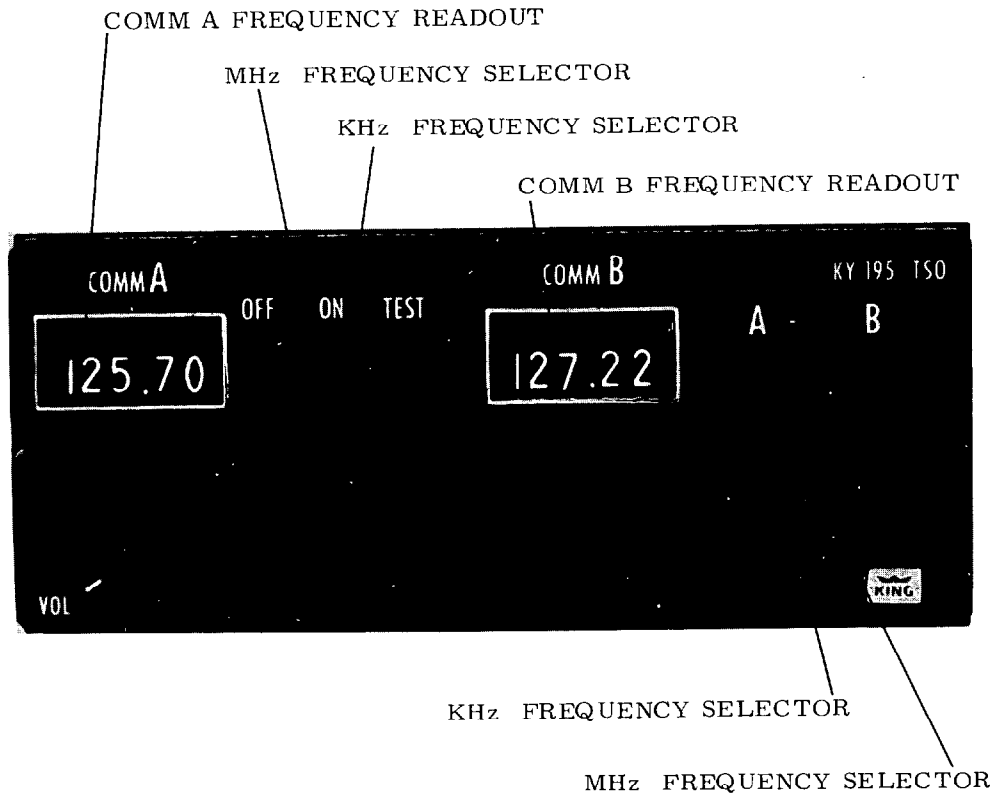 COMM A FREQUENCY READOUT
MHz FREQUENCY SELECTOR
KHz FREQUENCY SELECTOR
COMM B FREQUENCY READOUT
COMM A
COMM B
KY 195 TSO
OFF ON TEST
A - B
125.70
127.22
VOL
KING
KHz FREQUENCY SELECTOR
MHz FREQUENCY SELECTOR